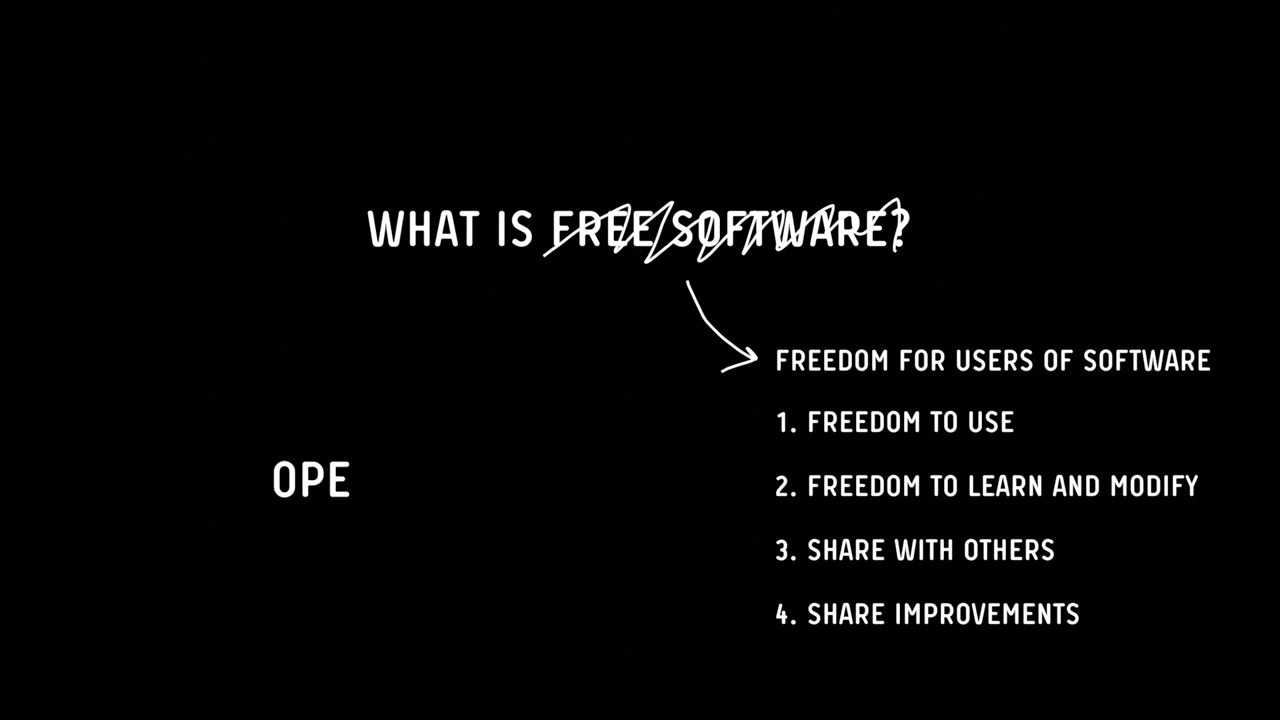 WHAT IS FREE SOFTWARE?
FREEDOM FOR USERS OF SOFTWARE
1. FREEDOM TO USE
2. FREEDOM TO LEARN AND MODIFY
OPE
3. SHARE WITH OTHERS
4. SHARE IMPROVEMENTS